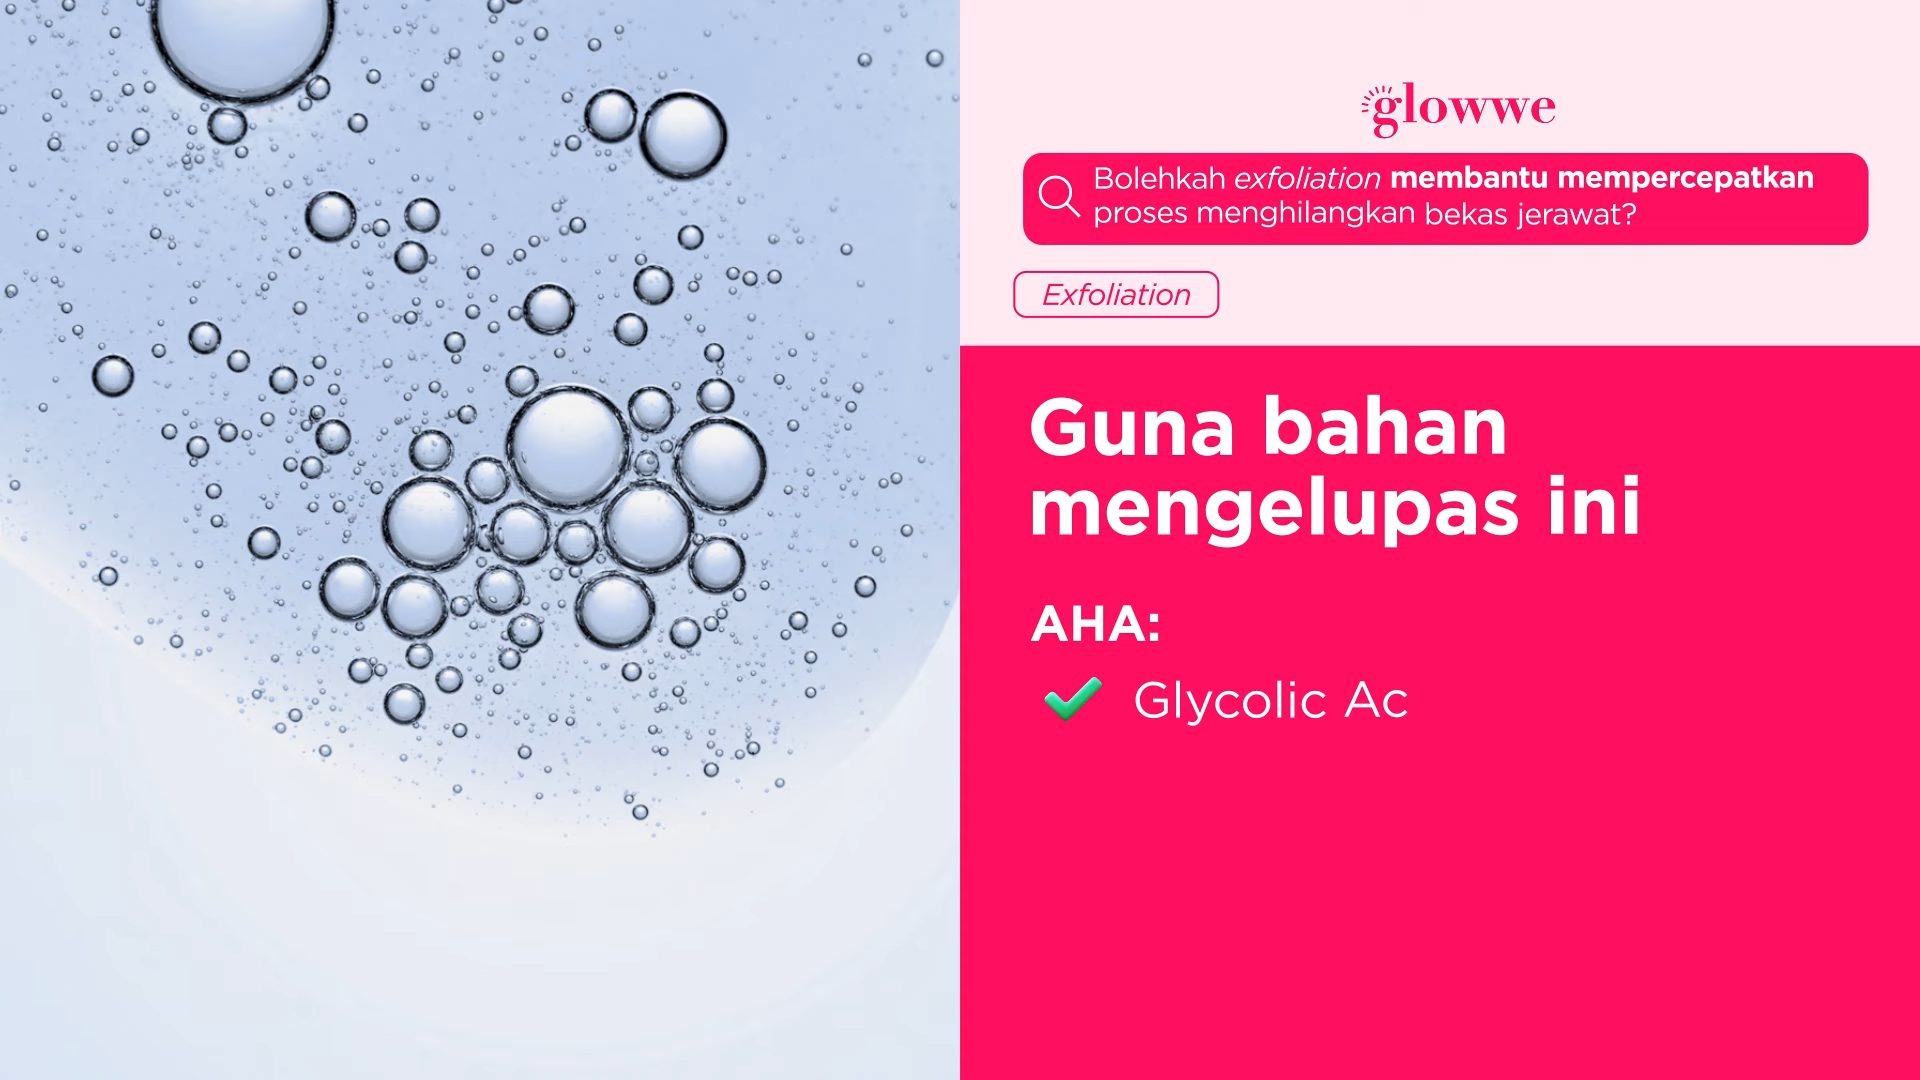 glowwe
Bolehkah exfoliation membantu mempercepatkan
proses menghilangkan bekas jerawat?
Exfoliation
Guna bahan
mengelupas ini
AHA:
Glycolic Ac